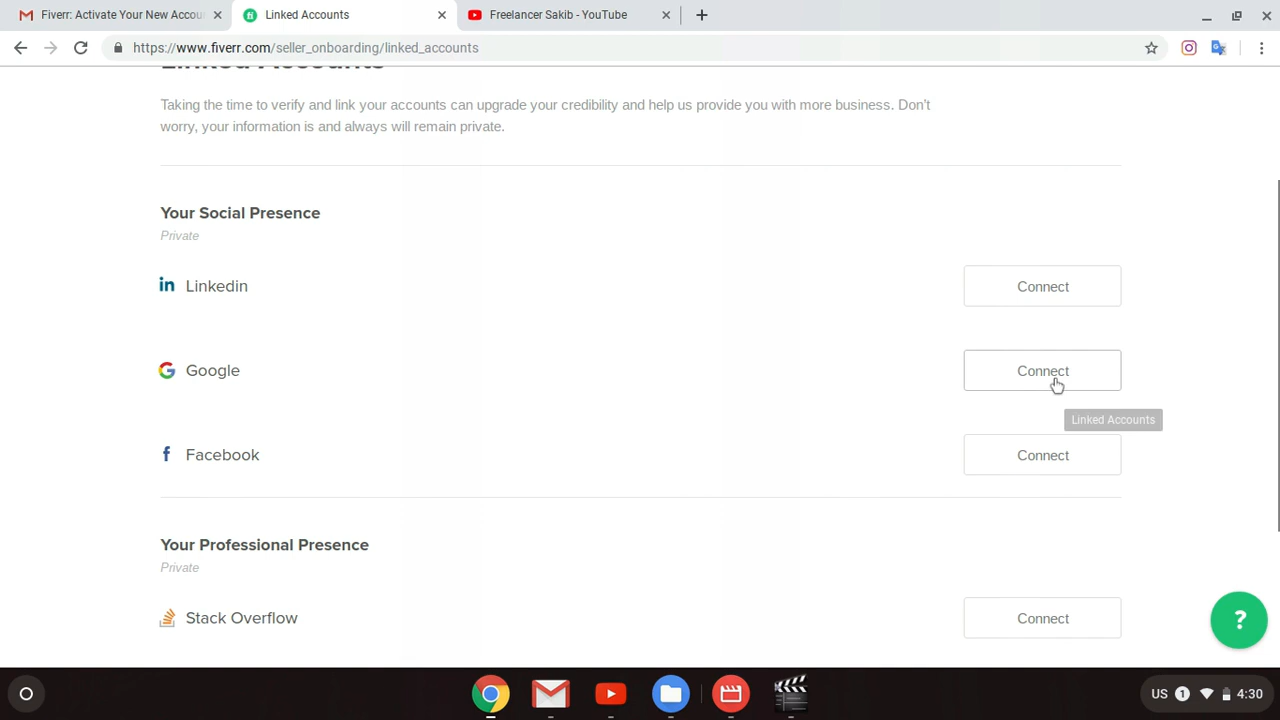 Fiverr: Activate Your New Accou
Linked Accounts
Freelancer Sakib - YouTube
https://www.fiverr.com/seller_onboarding/linked_accounts
Linked Accounts
Taking the time to verify and link your accounts can upgrade your credibility and help us provide you with more business. Don't
worry, your information is and always will remain private.
Your Social Presence
Private
Linkedin
Connect
Google
Connect
Linked Accounts
Facebook
Connect
Your Professional Presence
Private
Stack Overflow
Connect
?
US 1 4:30